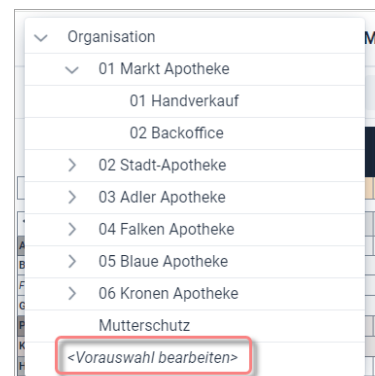 Organisation
01 Markt Apotheke
01 Handverkauf
02 Backoffice
02 Stadt-Apotheke
03 Adler Apotheke
04 Falken Apotheke
05 Blaue Apotheke
06 Kronen Apotheke
Mutterschutz
<Vorauswahl bearbeiten>